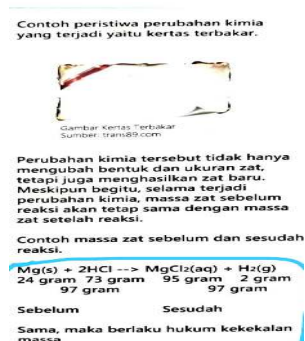 Contoh peristiwa perubahan kimia
yang terjadi yaitu kertas terbakar.
Gambar Kertas Terbakar
Sumber: trans89.com
Perubahan kimia tersebut tidak hanya
mengubah bentuk dan ukuran zat,
tetapi juga menghasilkan zat baru.
Meskipun begitu, selama terjadi
perubahan kimia, massa zat sebelum
reaksi akan tetap sama dengan massa
zat setelah reaksi.
Contoh massa zat sebelum dan sesudah
reaksi.
Mg(s) + 2HCl --> MgCl2(aq) + H2(g)
24 gram 73 gram 95 gram 2 gram
97 gram 97 gram
Sebelum Sesudah
Sama, maka berlaku hukum kekekalan
massa